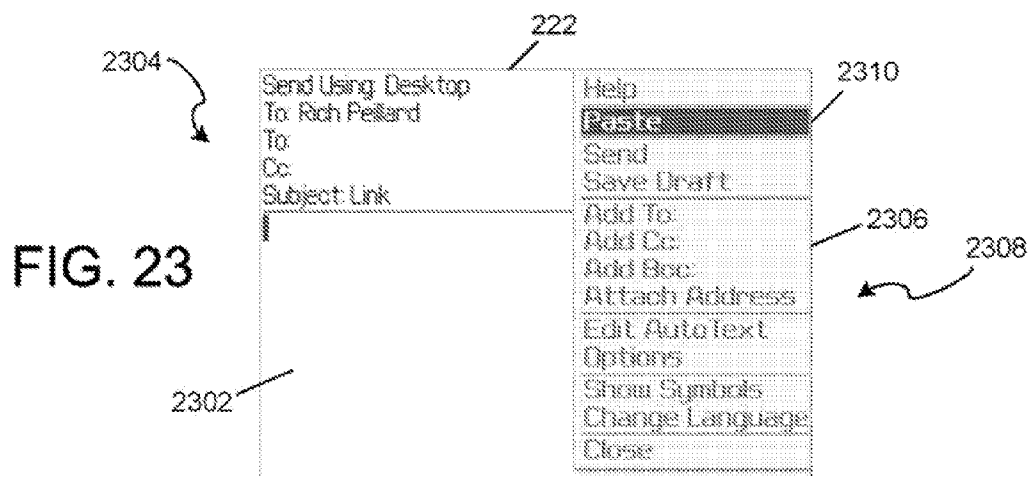 222
2304
Send Using: Desktop
To: Rich Peillard
To:
Cc:
Subject: Link
Help
Paste
2310
Send
Save Draft
Add To:
Add Cc:
Add Bcc:
Attach Address
2306
2308
Edit AutoText
Options
Show Symbols
Change Language
Close
FIG. 23
2302